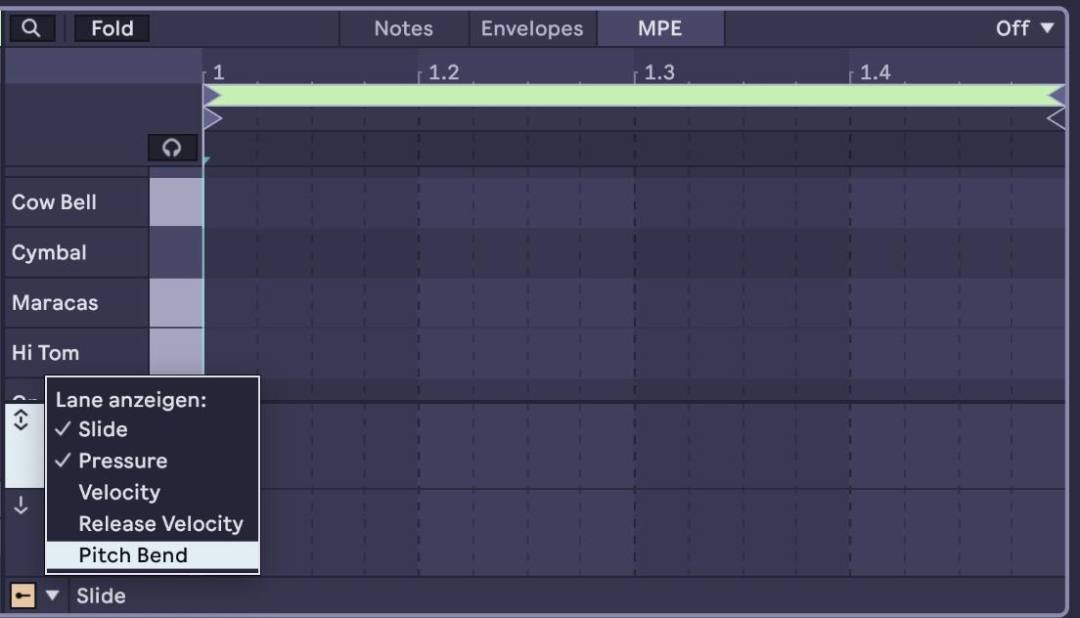 Fold Notes Envelopes MPE Off
1 1.2 1.3 1.4
Cow Bell
Cymbal
Maracas
Hi Tom
Lane anzeigen:
Slide
Pressure
Velocity
Release Velocity
Pitch Bend
Slide